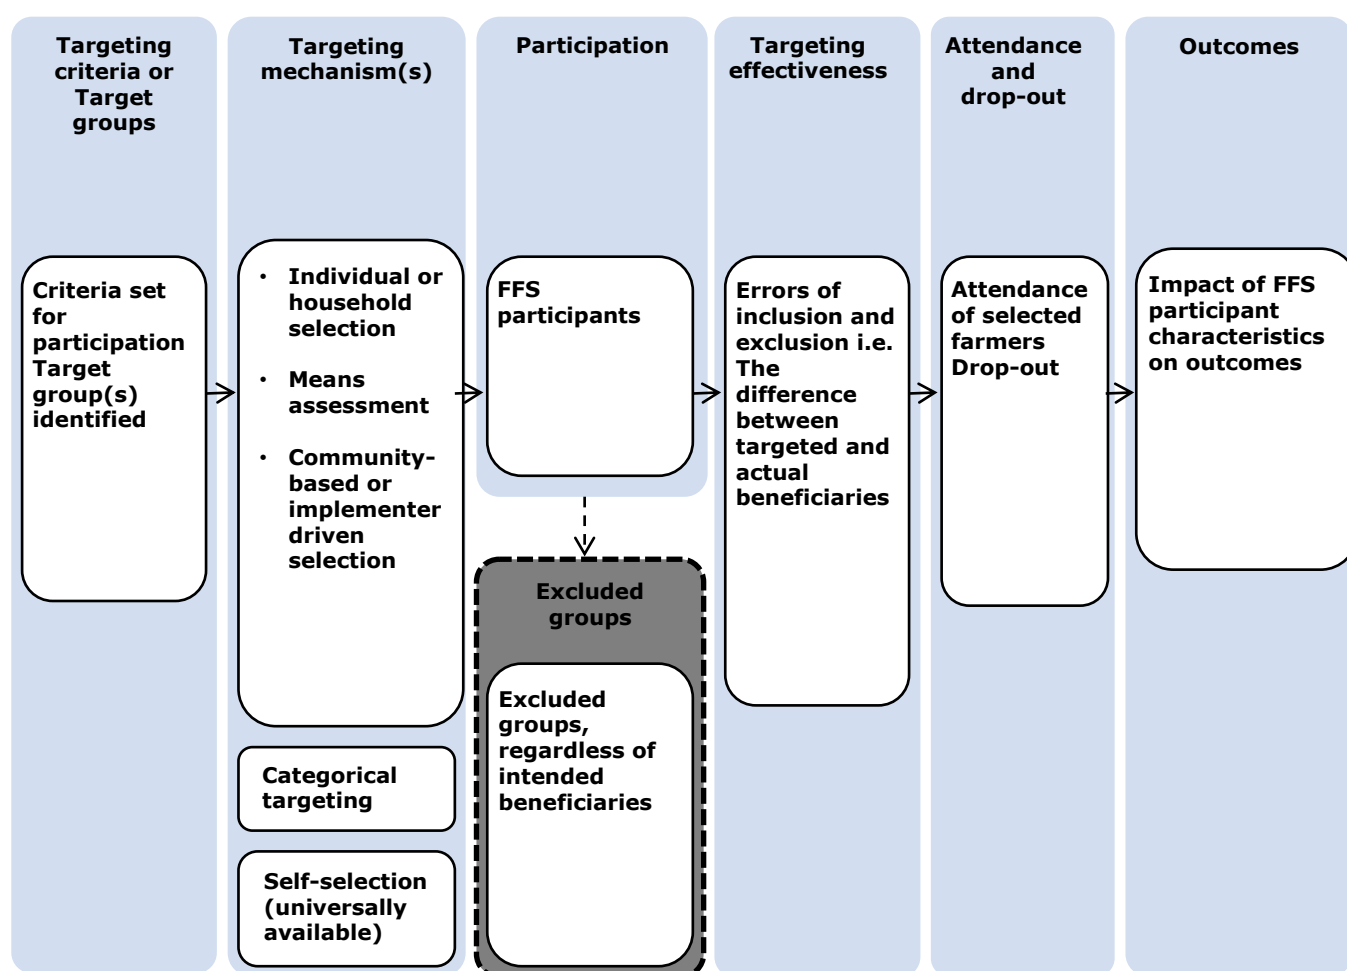 Targeting
criteria or
Target
groups
Targeting
mechanism(s)
Participation
Targeting
effectiveness
Attendance
and
drop-out
Outcomes
Criteria set
for
participation
Target
group(s)
identified
• Individual or
household
selection
• Means
assessment
• Community-
based or
implementer
driven
selection
Categorical
targeting
Self-selection
(universally
available)
FFS
participants
Excluded
groups
Excluded
groups,
regardless of
intended
beneficiaries
Errors of
inclusion and
exclusion i.e.
The
difference
between
targeted and
actual
beneficiaries
Attendance
of selected
farmers
Drop-out
Impact of FFS
participant
characteristics
on outcomes